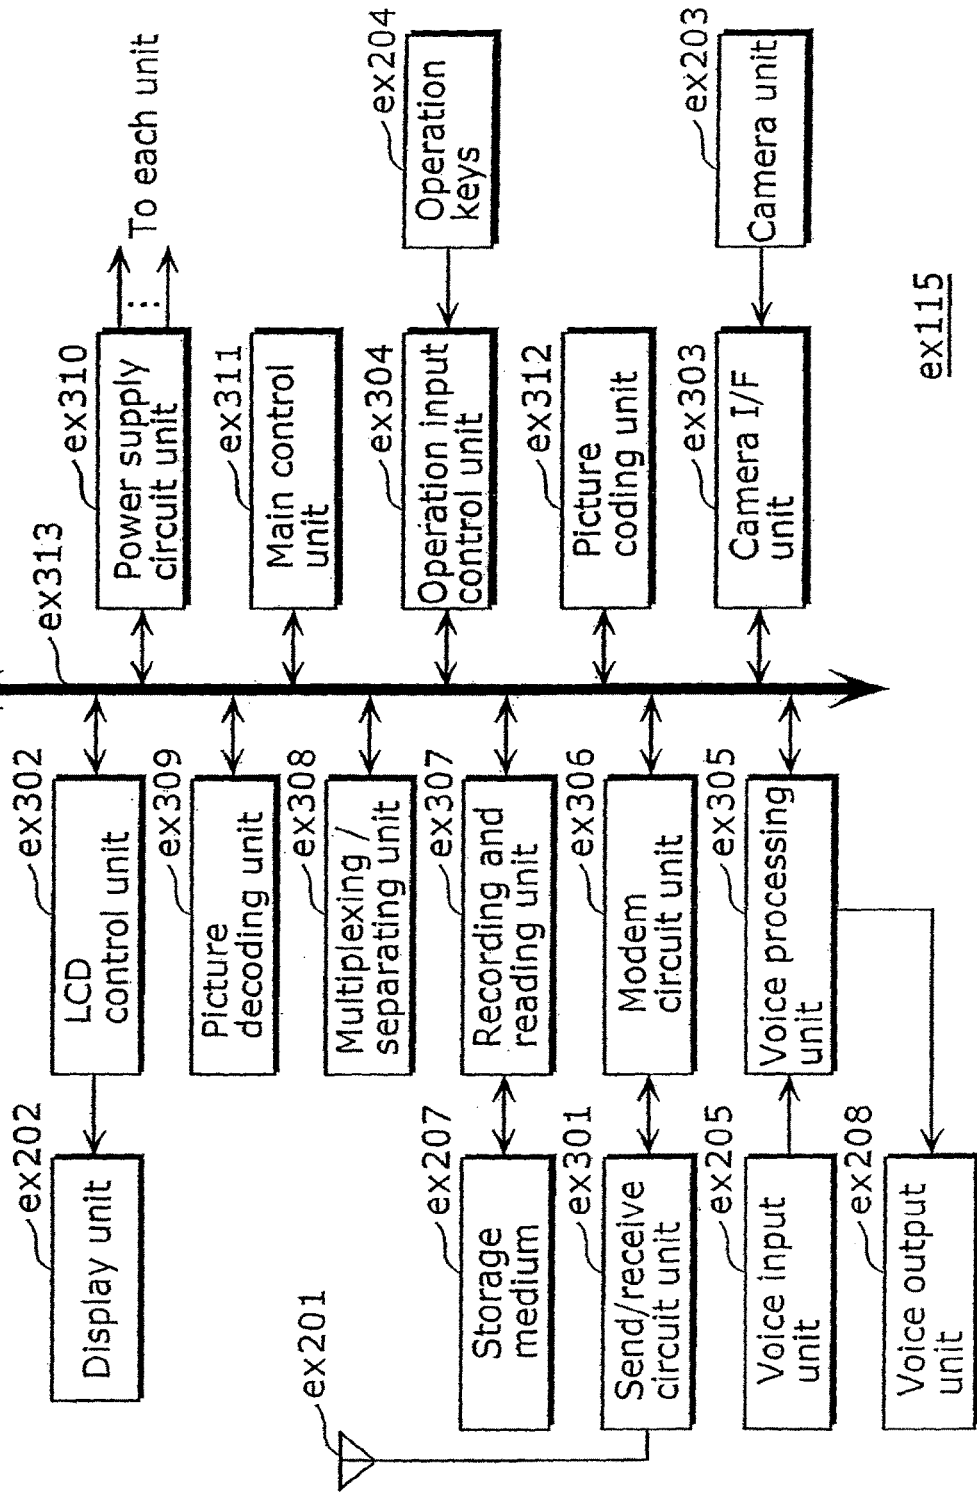 ex115
ex201
ex202
Display unit
ex302
LCD
control unit
ex309
Picture
decoding unit
ex308
Multiplexing /
separating unit
ex207
Storage
medium
ex307
Recording and
reading unit
ex301
Send/receive
circuit unit
ex306
Modem
circuit unit
ex205
Voice input
unit
ex305
Voice processing
unit
ex208
Voice output
unit
ex313
ex310
Power supply
circuit unit
To each unit
...
ex311
Main control
unit
ex304
Operation input
control unit
ex204
Operation
keys
ex312
Picture
coding unit
ex303
Camera I/F
unit
ex203
Camera unit